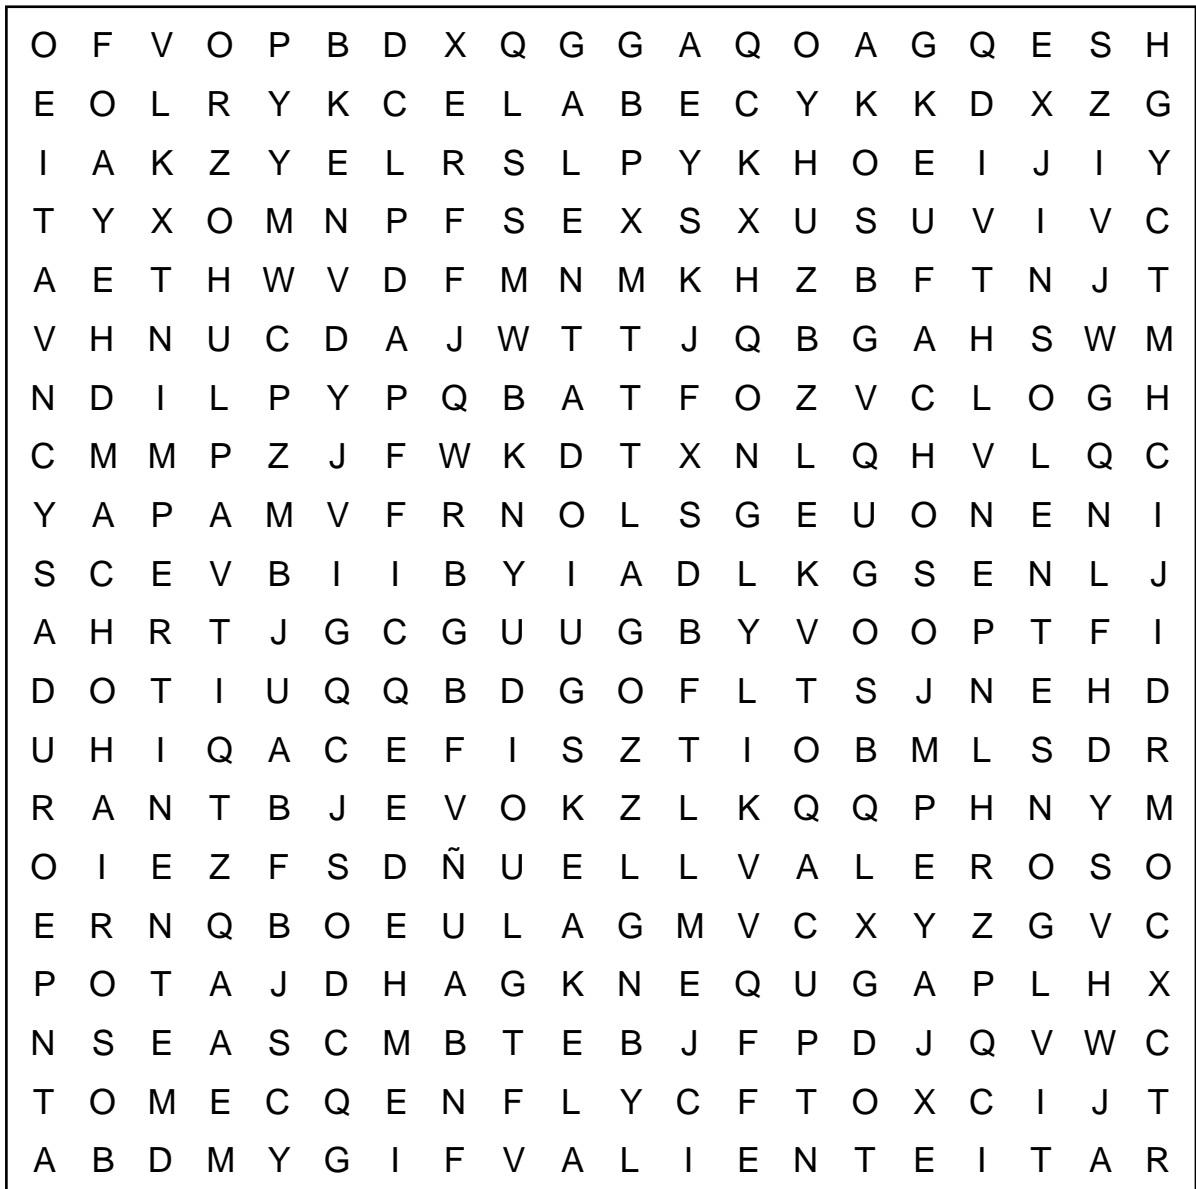 O F V O P B D X Q G G A Q O A G Q E S H
E O L R Y K C E L A B E C Y K K D X Z G
I A K Z Y E L R S L P Y K H O E I J I Y
T Y X O M N P F S E X S X U S U V I V C
A E T H W V D F M N M K H Z B F T N J T
V H N U C D A J W T T J Q B G A H S W M
N D I L P Y P Q B A T F O Z V C L O G H
C M M P Z J F W K D T X N L Q H V L Q C
Y A P A M V F R N O L S G E U O N E N I
S C E V B I I B Y I A D L K G S E N L J
A H R T J G C G U U G B Y V O O P T F I
D O T I U Q Q B D G O F L T S J N E H D
U H I Q A C E F I S Z T I O B M L S D R
R A N T B J E V O K Z L K Q Q P H N Y M
O I E Z F S D Ñ U E L L V A L E R O S O
E R N Q B O E U L A G M V C X Y Z G V C
P O T A J D H A G K N E Q U G A P L H X
N S E A S C M B T E B J F P D J Q V W C
T O M E C Q E N F L Y C F T O X C I J T
A B D M Y G I F V A L I E N T E I T A R